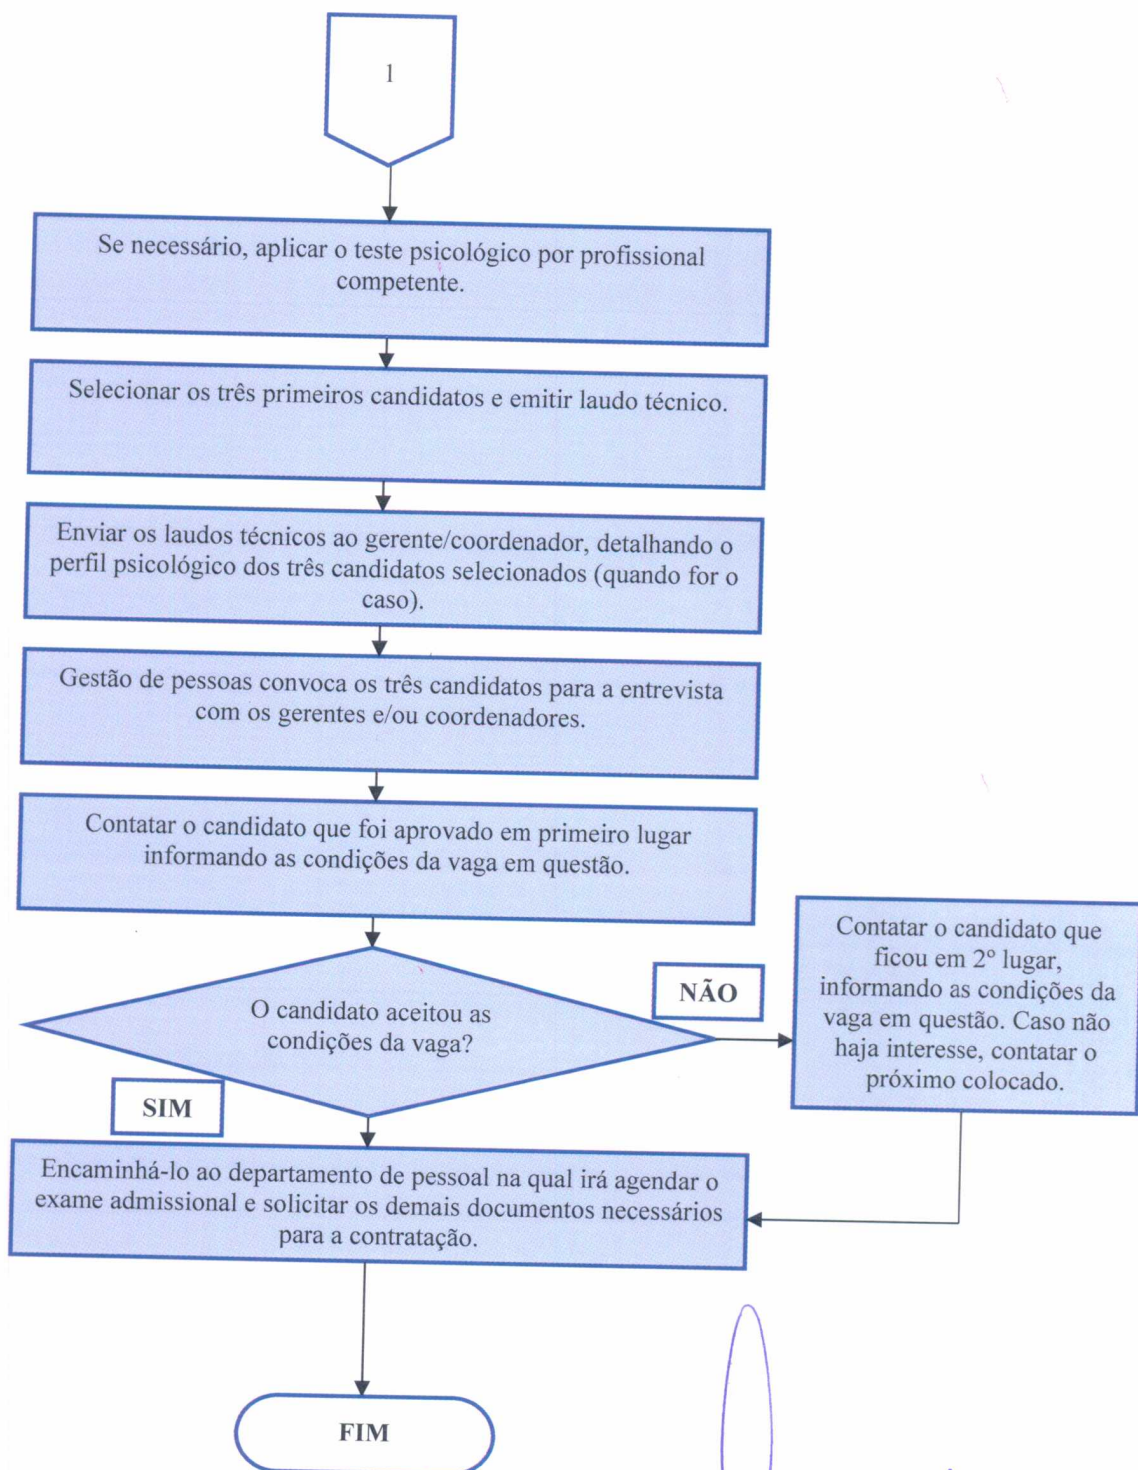 1
Se necessário, aplicar o teste psicológico por profissional
competente.
Selecionar os três primeiros candidatos e emitir laudo técnico.
Enviar os laudos técnicos ao gerente/coordenador, detalhando o
perfil psicológico dos três candidatos selecionados (quando for o
caso).
Gestão de pessoas convoca os três candidatos para a entrevista
com os gerentes e/ou coordenadores.
Contatar o candidato que foi aprovado em primeiro lugar
informando as condições da vaga em questão.
O candidato aceitou as
condições da vaga?
NÃO
Contatar o candidato que
ficou em 2º lugar,
informando as condições da
vaga em questão. Caso não
haja interesse, contatar o
próximo colocado.
SIM
Encaminhá-lo ao departamento de pessoal na qual irá agendar o
exame admissional e solicitar os demais documentos necessários
para a contratação.
FIM